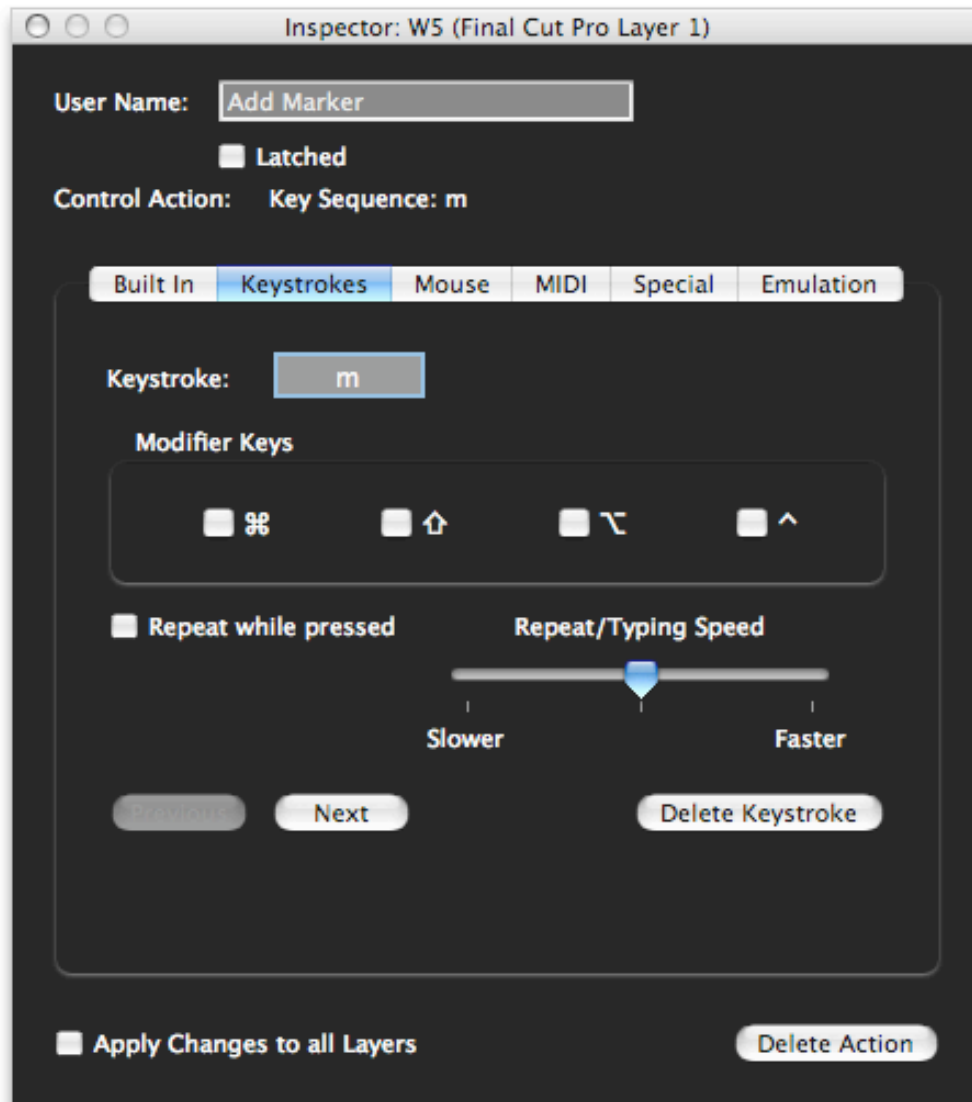 Inspector: W5 (Final Cut Pro Layer 1)
User Name: Add Marker
Latched
Control Action: Key Sequence: m
Built In Keystrokes Mouse MIDI Special Emulation
Keystroke: m
Modifier Keys
⌘ ⇧ ⌥ ^
Repeat while pressed Repeat/Typing Speed
Slower Faster
Previous Next Delete Keystroke
Apply Changes to all Layers Delete Action